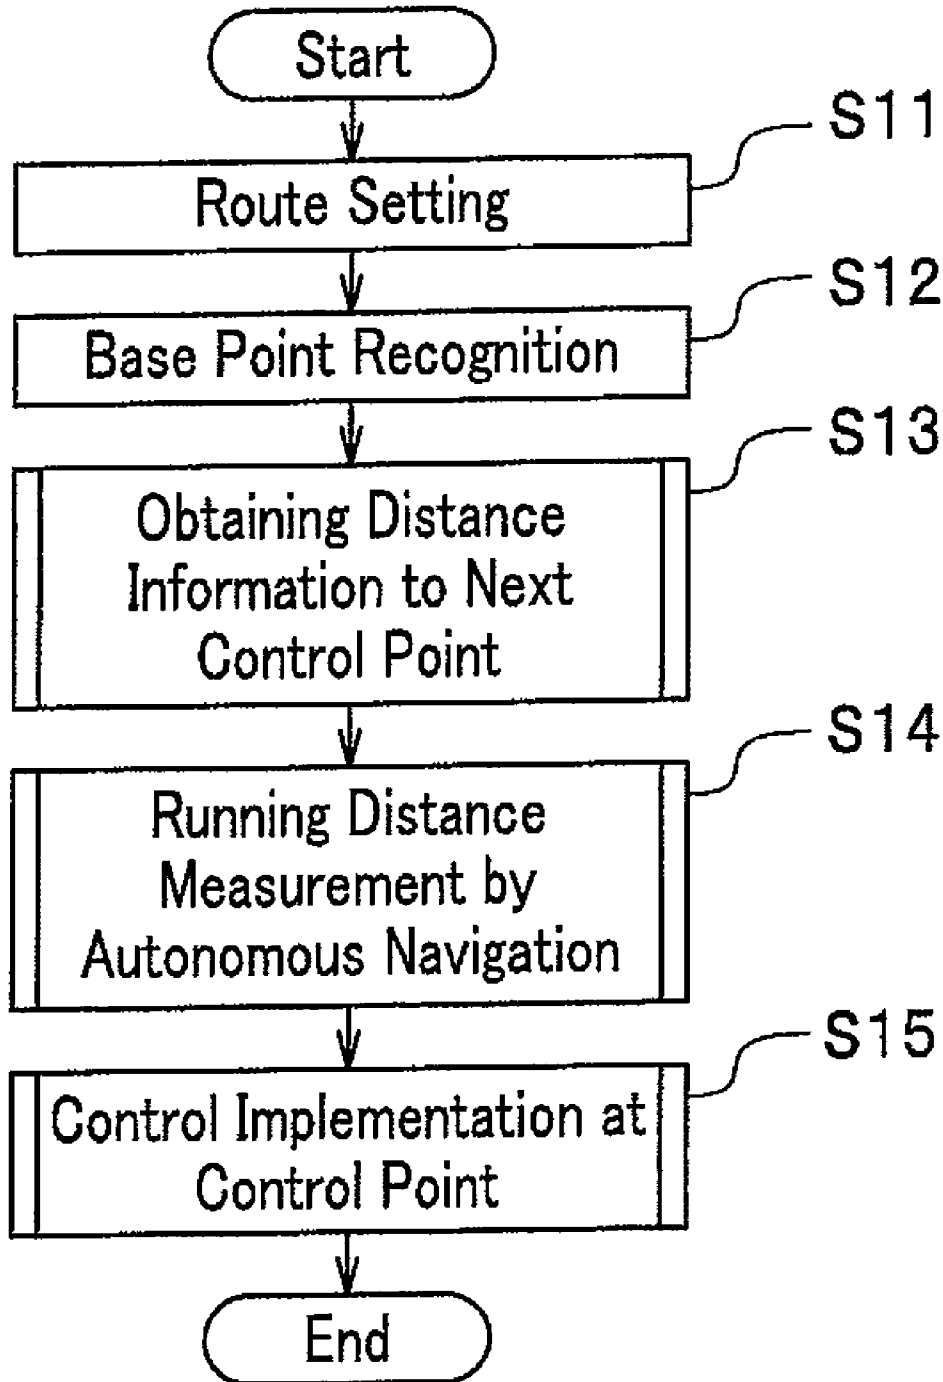 Start
S11
Route Setting
S12
Base Point Recognition
S13
Obtaining Distance
Information to Next
Control Point
S14
Running Distance
Measurement by
Autonomous Navigation
S15
Control Implementation at
Control Point
End